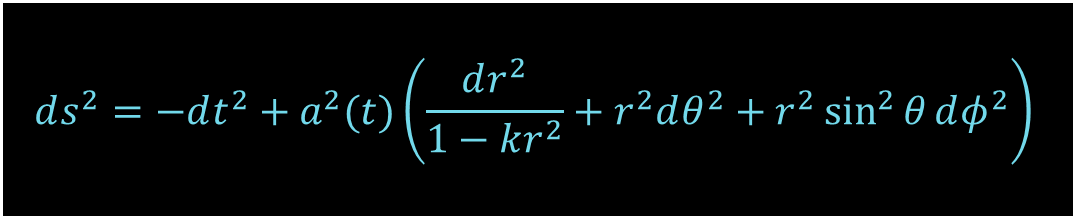 ds² = −dt² + a²(t) (dr² / (1 − kr²) + r²dθ² + r² sin² θ dϕ²)